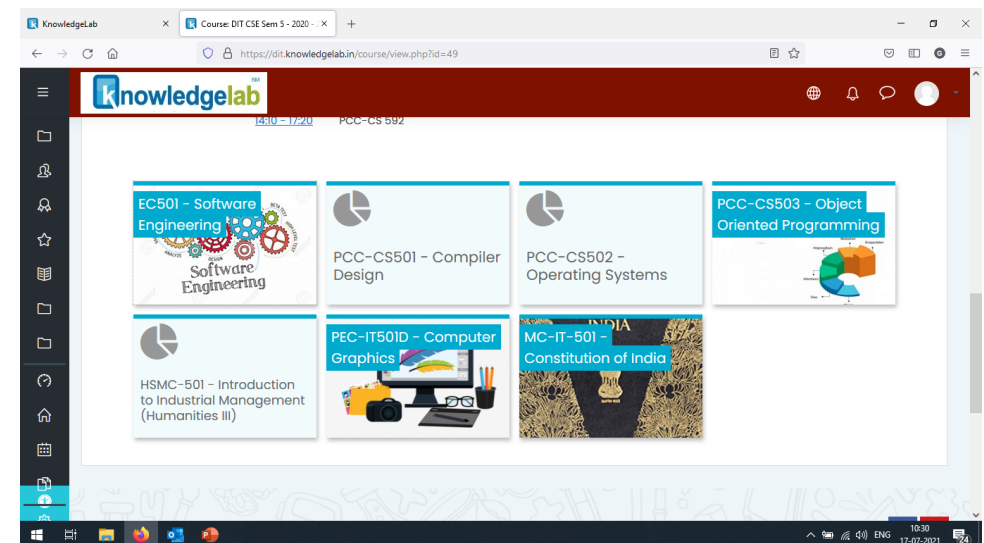 KnowledgeLab
Course: DIT CSE Sem 5 - 2020 -
https://dit.knowledgelab.in/course/view.php?id=49
knowledgelab
SM
14:10 - 17:20 PCC-CS 592
EC501 - Software
Engineering
Software
Engineering
PCC-CS501 - Compiler
Design
PCC-CS502 -
Operating Systems
PCC-CS503 - Object
Oriented Programming
HSMC-501 - Introduction
to Industrial Management
(Humanities III)
PEC-IT501D - Computer
Graphics
INDIA
MC-IT-501 -
Constitution of India
ENG
10:30
17-07-2021
24